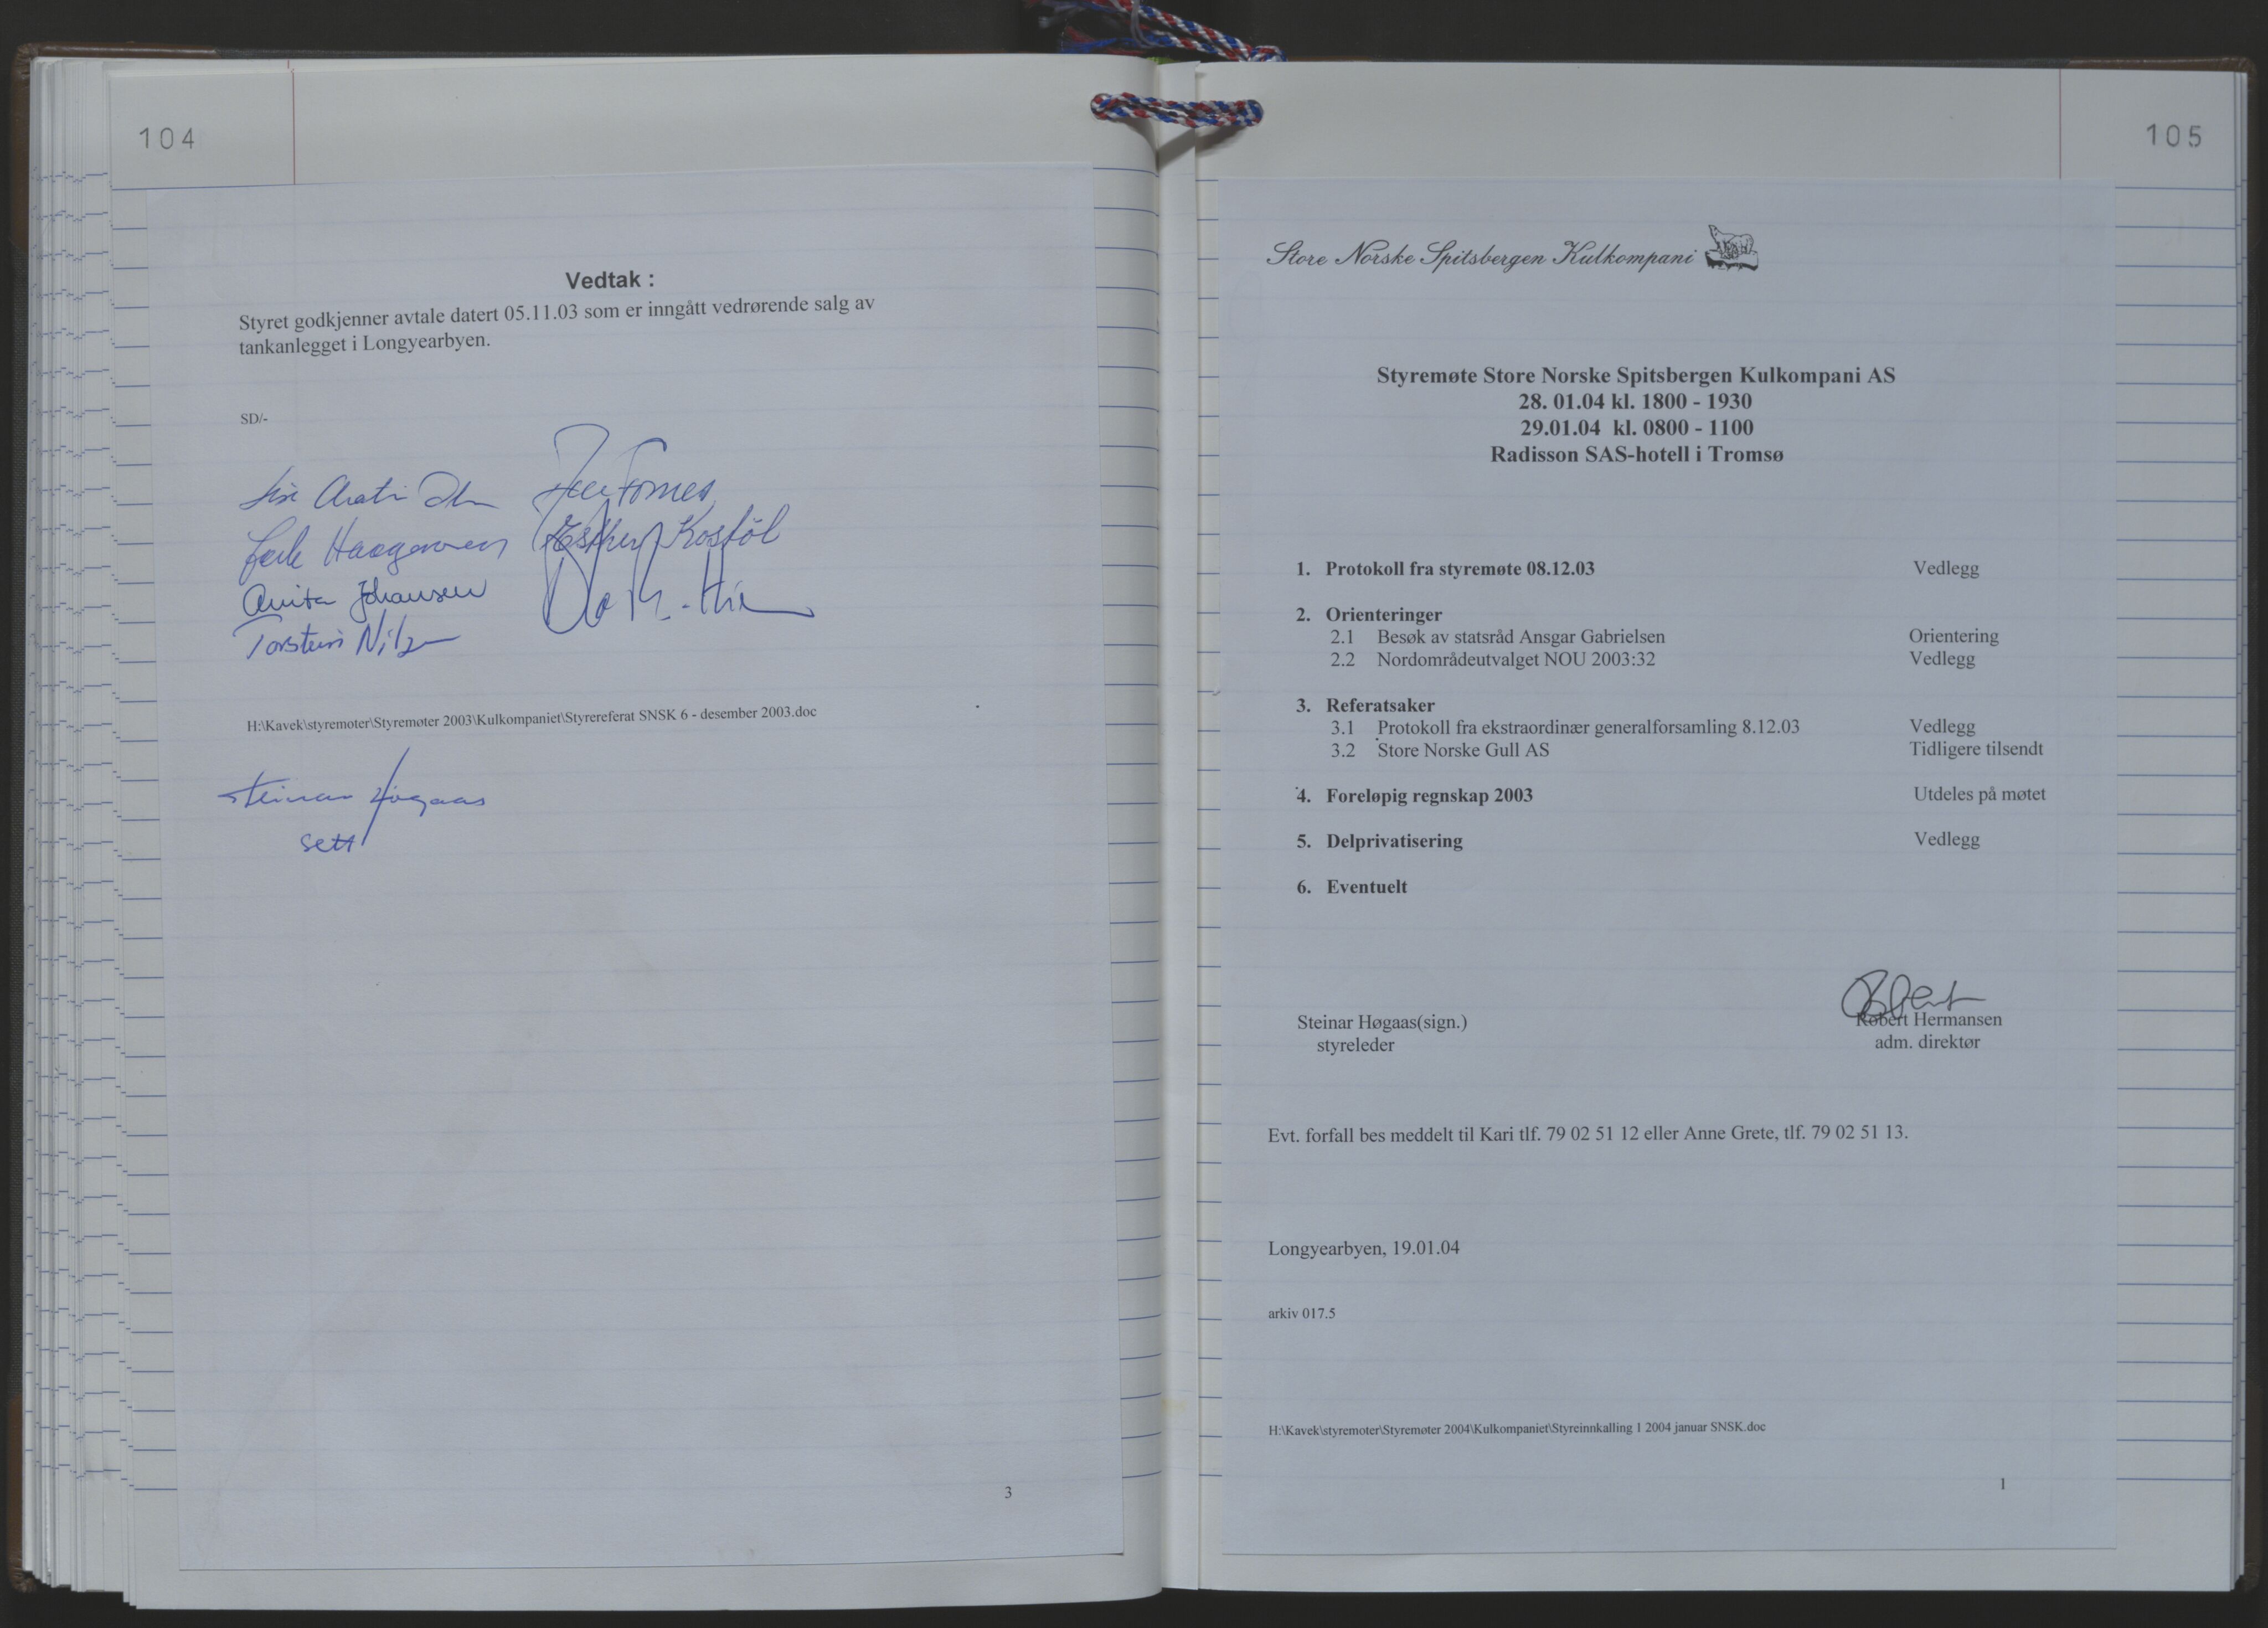 104
Vedtak :
Styret godkjenner avtale datert 05.11.03 som er inngått vedrørende salg av
tankanlegget i Longyearbyen.
SD/-
Esther Kostøl
Anita Johansen
Torstein
H:\Kavek\styremøter\Styremøter 2003\Kulkompaniet\Styrereferat SNSK 6 - desember 2003.doc
Steinar Høgaas
sett
3
105
Store Norske Spitsbergen Kulkompani
Styremøte Store Norske Spitsbergen Kulkompani AS
28. 01.04 kl. 1800 - 1930
29.01.04 kl. 0800 - 1100
Radisson SAS-hotell i Tromsø
1. Protokoll fra styremøte 08.12.03 Vedlegg
2. Orienteringer
2.1 Besøk av statsråd Ansgar Gabrielsen Orientering
2.2 Nordområdeutvalget NOU 2003:32 Vedlegg
3. Referatsaker
3.1 Protokoll fra ekstraordinær generalforsamling 8.12.03 Vedlegg
3.2 Store Norske Gull AS Tidligere tilsendt
4. Foreløpig regnskap 2003 Utdeles på møtet
5. Delprivatisering Vedlegg
6. Eventuelt
Steinar Høgaas(sign.) Robert Hermansen
styreleder adm. direktør
Evt. forfall bes meddelt til Kari tlf. 79 02 51 12 eller Anne Grete, tlf. 79 02 51 13.
Longyearbyen, 19.01.04
arkiv 017.5
H:\Kavek\styremøter\Styremøter 2004\Kulkompaniet\Styreinnkalling 1 2004 januar SNSK.doc
1